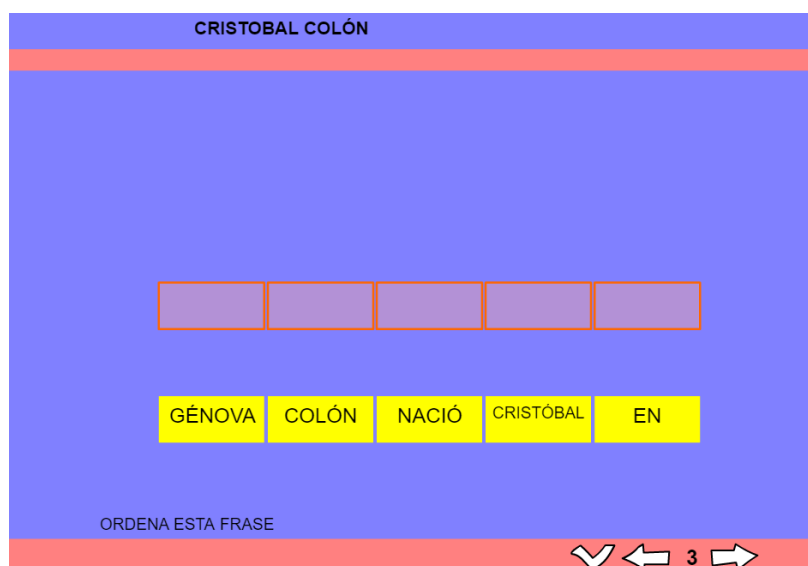 CRISTOBAL COLÓN
GÉNOVA COLÓN NACIÓ CRISTÓBAL EN
ORDENA ESTA FRASE
3